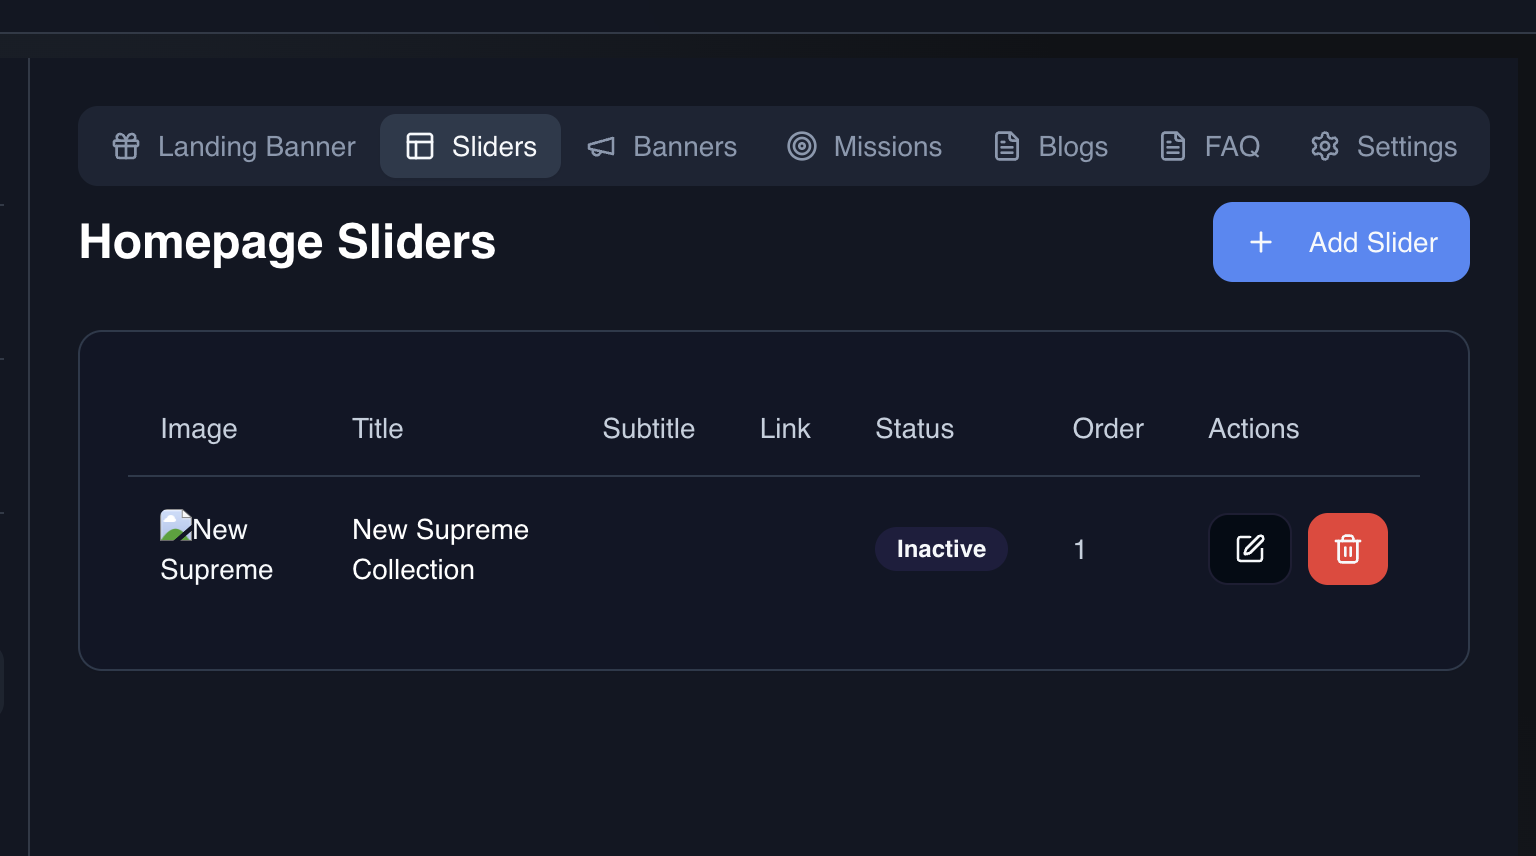 Landing Banner Sliders Banners Missions Blogs FAQ Settings
Homepage Sliders
Add Slider
Image Title Subtitle Link Status Order Actions
New Supreme
New Supreme Collection
Inactive
1